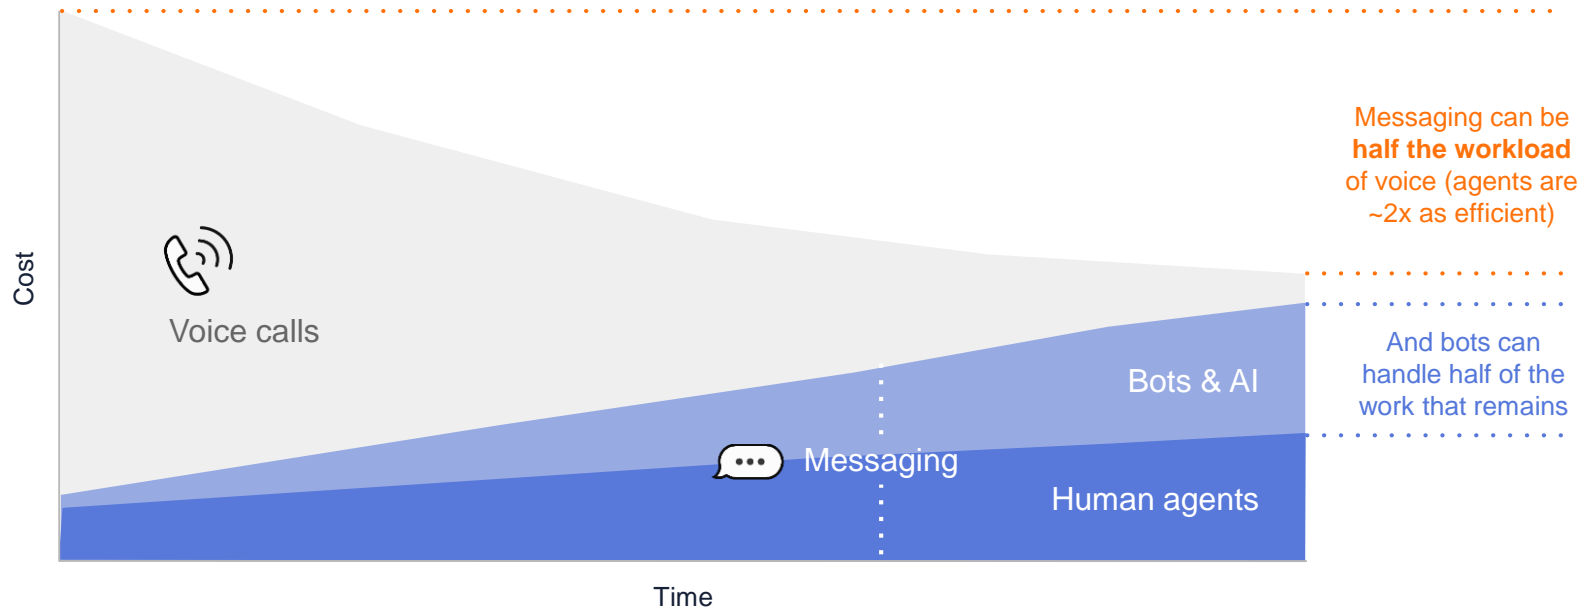 Messaging can be
half the workload
of voice (agents are
~2x as efficient)
Cost
Voice calls
And bots can
handle half of the
work that remains
Bots & AI
Messaging
Human agents
Time